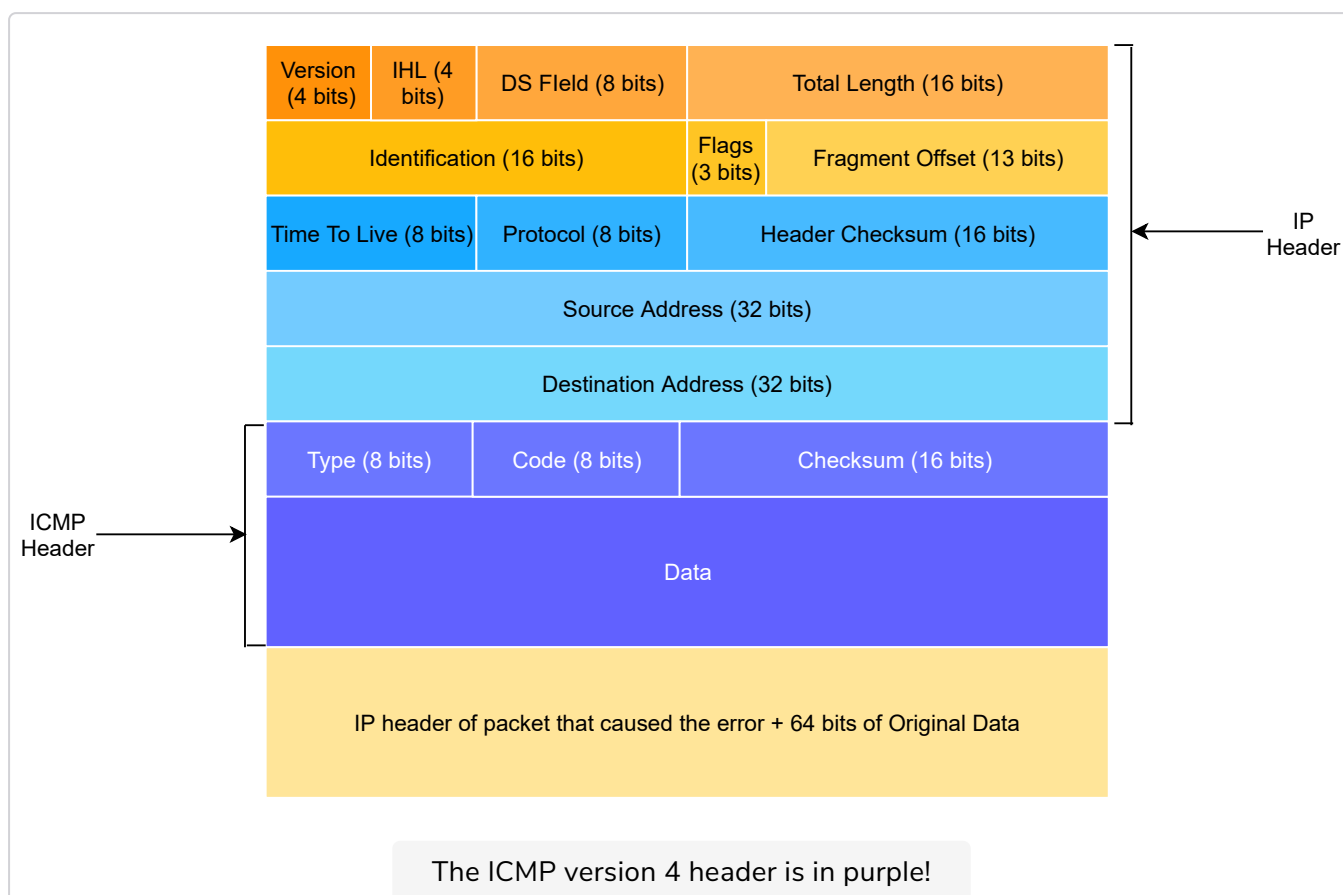 Version
(4 bits)
IHL (4
bits)
DS FIeld (8 bits)
Total Length (16 bits)
Identification (16 bits)
Flags
(3 bits)
Fragment Offset (13 bits)
Time To Live (8 bits)
Protocol (8 bits)
Header Checksum (16 bits)
IP
Header
Source Address (32 bits)
Destination Address (32 bits)
Type (8 bits)
Code (8 bits)
Checksum (16 bits)
ICMP
Header
Data
IP header of packet that caused the error + 64 bits of Original Data
The ICMP version 4 header is in purple!